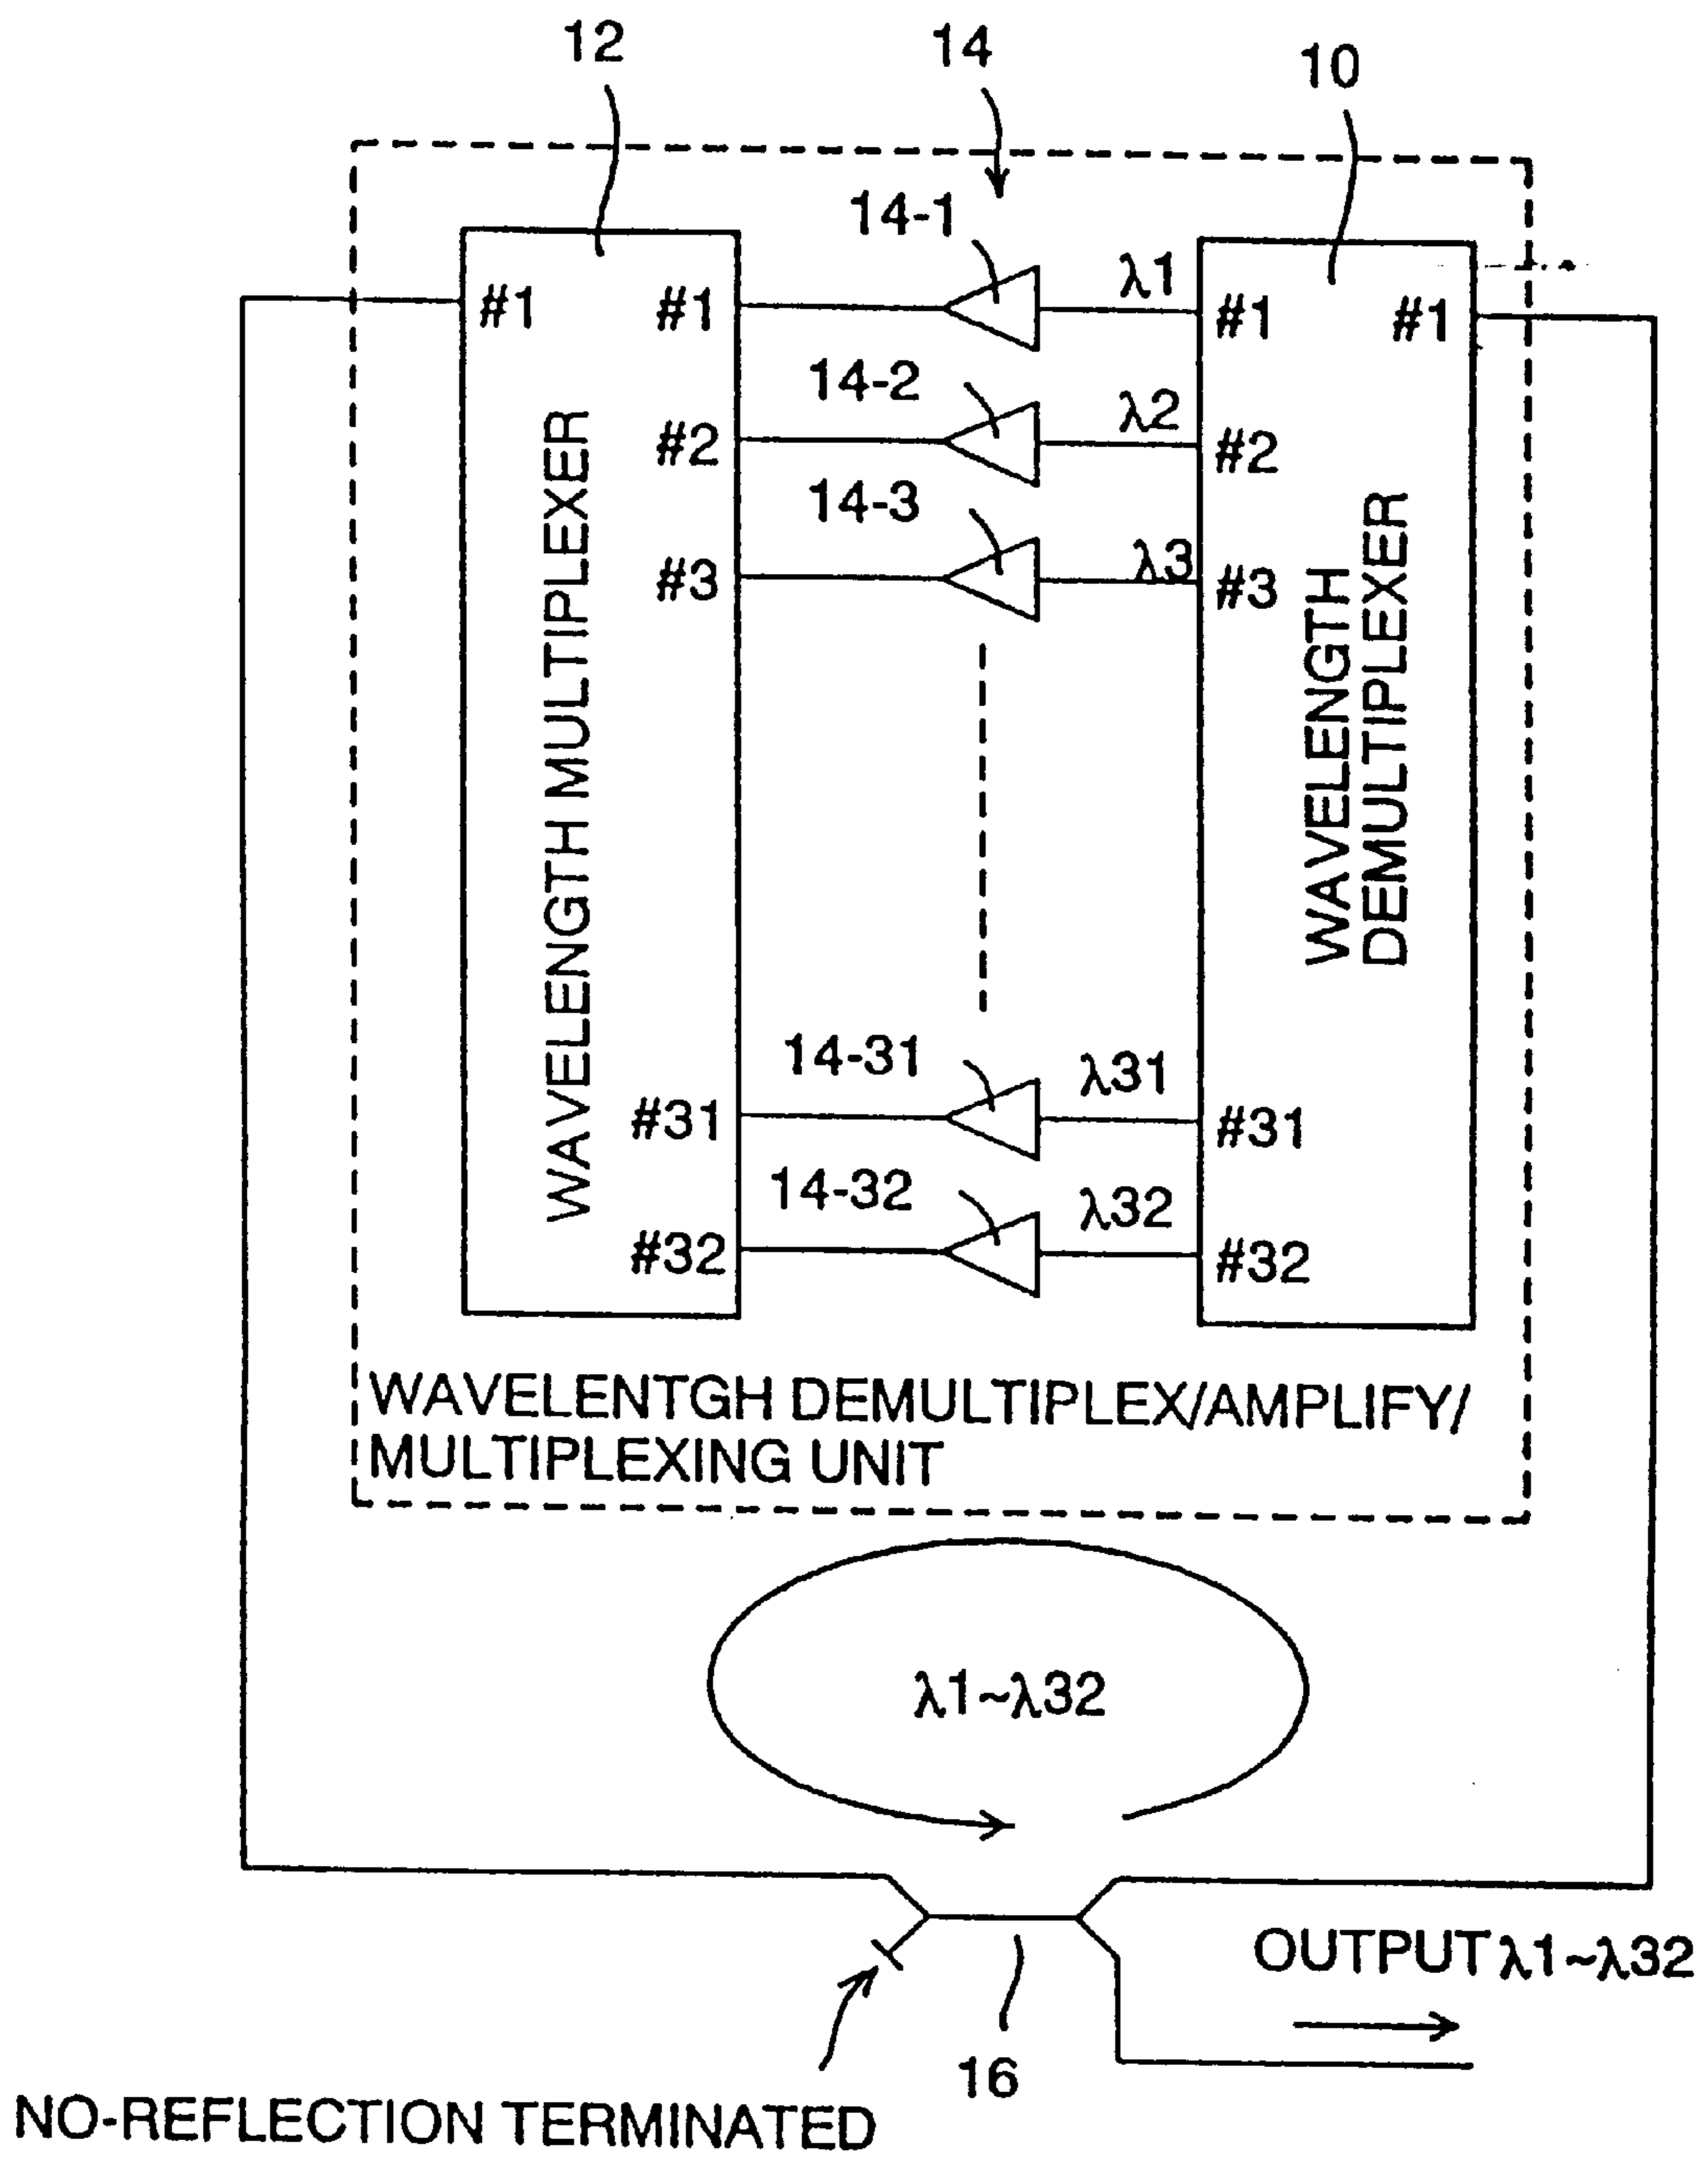 12
14
10
14-1
λ1
#1
#1
#1
#1
14-2
λ2
#2
#2
14-3
λ3
#3
#3
WAVELENGTH MULTIPLEXER
WAVELENGTH
DEMULTIPLEXER
14-31
λ31
#31
#31
14-32
λ32
#32
#32
WAVELENTGH DEMULTIPLEX/AMPLIFY/
MULTIPLEXING UNIT
λ1~λ32
OUTPUT λ1~λ32
16
NO-REFLECTION TERMINATED